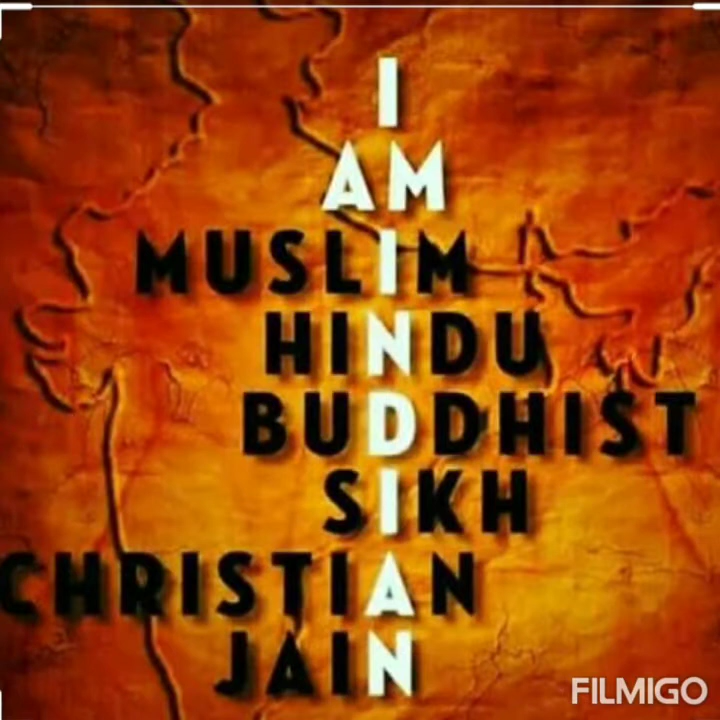 I
AM
MUSLIM
HINDU
BUDDHIST
SIKH
CHRISTIAN
JAIN
FILMIGO